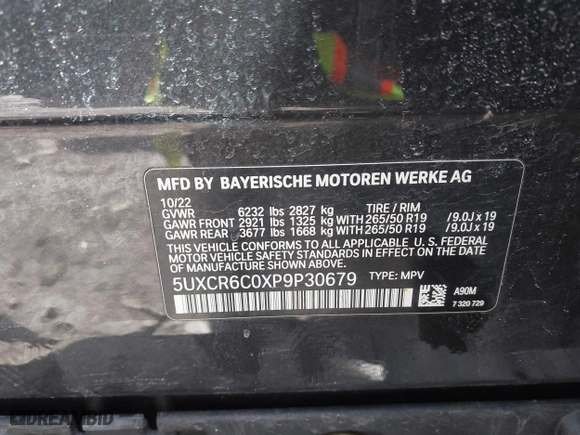 MFD BY BAYERISCHE MOTOREN WERKE AG
10/22
GVWR 6232 lbs 2827 kg TIRE / RIM
GAWR FRONT 2921 lbs 1325 kg WITH 265/50 R19 /9.0J x 19
GAWR REAR 3677 lbs 1668 kg WITH 265/50 R19 /9.0J x 19
THIS VEHICLE CONFORMS TO ALL APPLICABLE U. S. FEDERAL
MOTOR VEHICLE SAFETY STANDARDS IN EFFECT ON THE DATE OF
MANUFACTURE SHOWN ABOVE.
5UXCR6C0XP9P30679 TYPE: MPV
A90M
7 320 729
DREAMBID